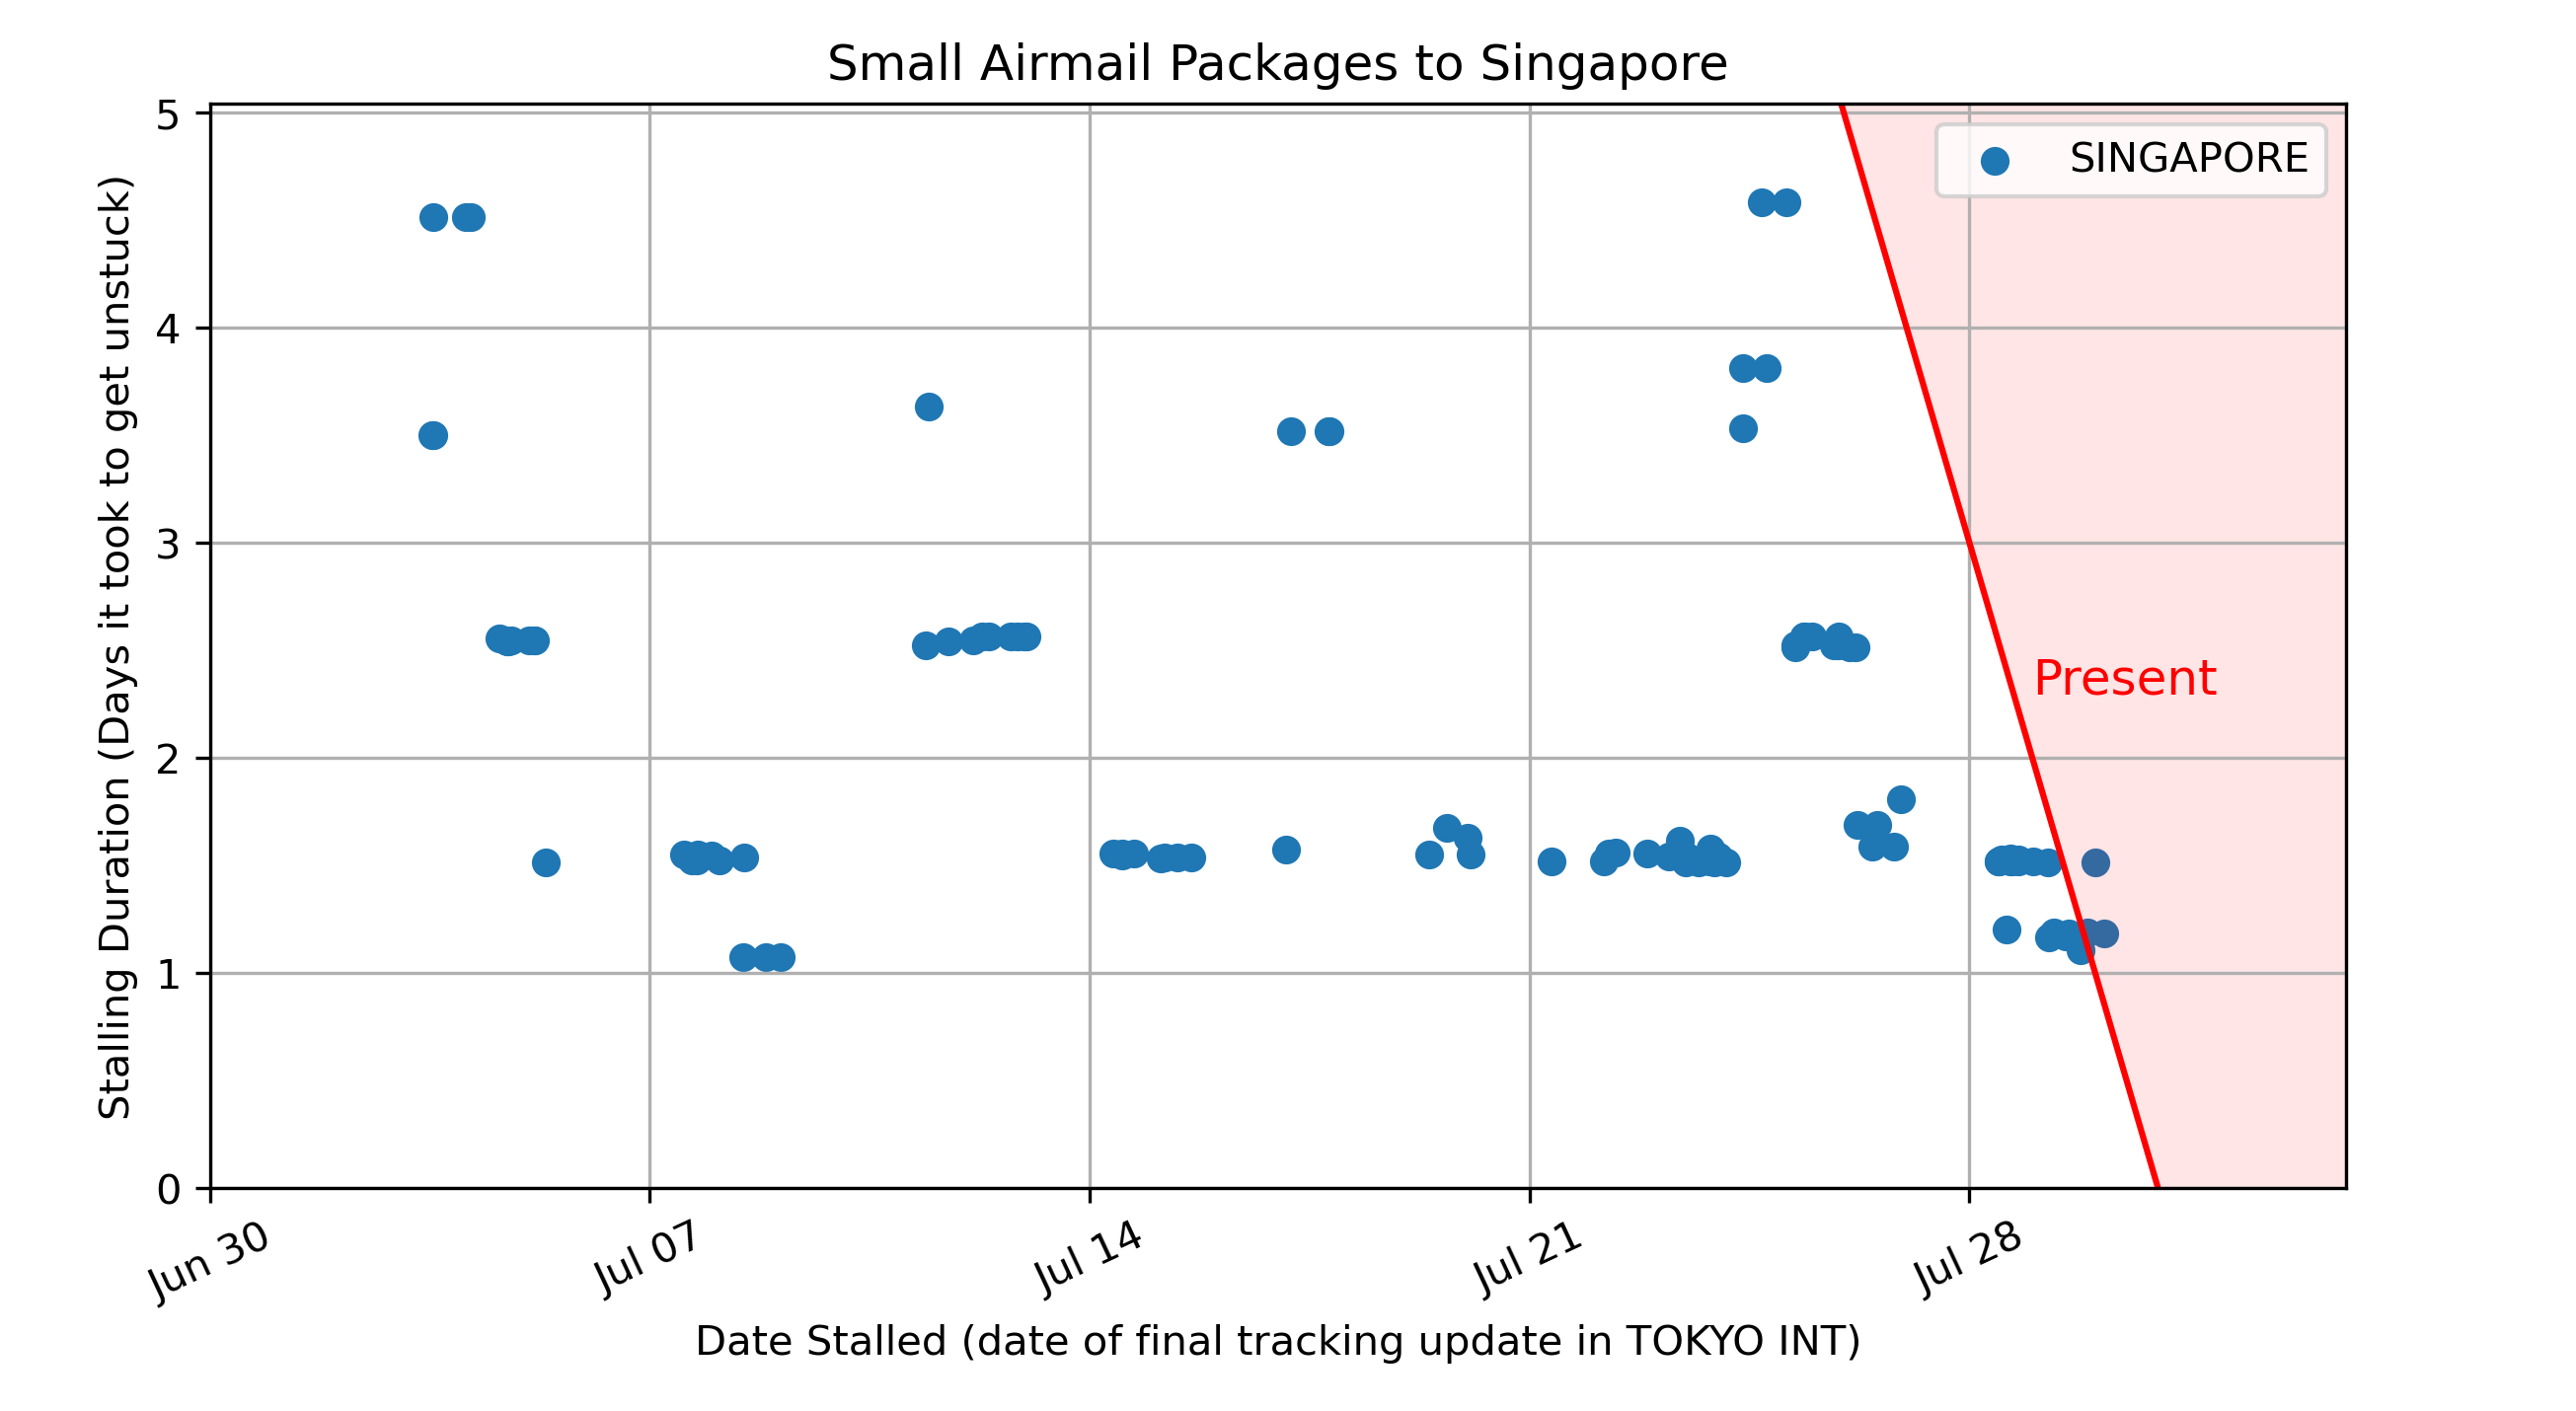 Small Airmail Packages to Singapore
Stalling Duration (Days it took to get unstuck)
5
4
3
2
1
0
SINGAPORE
Present
Jun 30
Jul 07
Jul 14
Jul 21
Jul 28
Date Stalled (date of final tracking update in TOKYO INT)